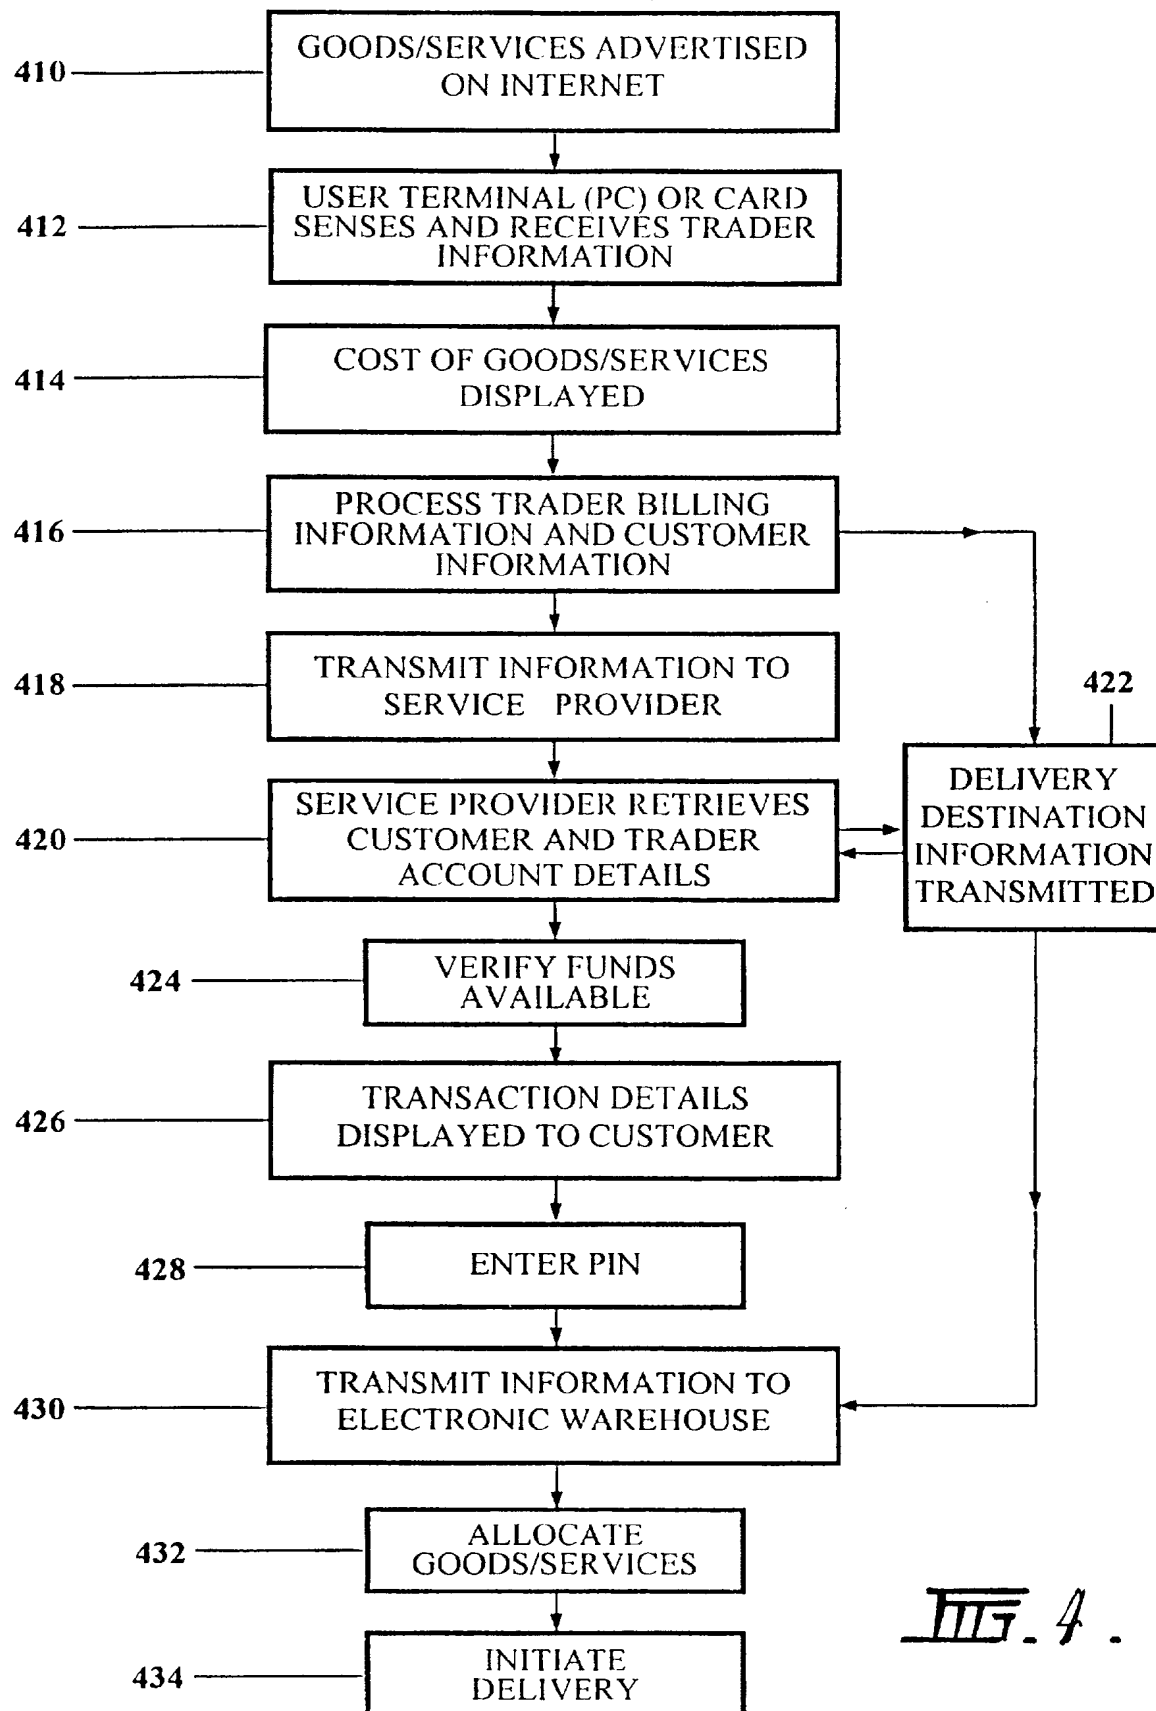 410
GOODS/SERVICES ADVERTISED
ON INTERNET
412
USER TERMINAL (PC) OR CARD
SENSES AND RECEIVES TRADER
INFORMATION
414
COST OF GOODS/SERVICES
DISPLAYED
416
PROCESS TRADER BILLING
INFORMATION AND CUSTOMER
INFORMATION
418
TRANSMIT INFORMATION TO
SERVICE PROVIDER
422
DELIVERY
DESTINATION
INFORMATION
TRANSMITTED
420
SERVICE PROVIDER RETRIEVES
CUSTOMER AND TRADER
ACCOUNT DETAILS
424
VERIFY FUNDS
AVAILABLE
426
TRANSACTION DETAILS
DISPLAYED TO CUSTOMER
428
ENTER PIN
430
TRANSMIT INFORMATION TO
ELECTRONIC WAREHOUSE
432
ALLOCATE
GOODS/SERVICES
434
INITIATE
DELIVERY
FIG. 4.